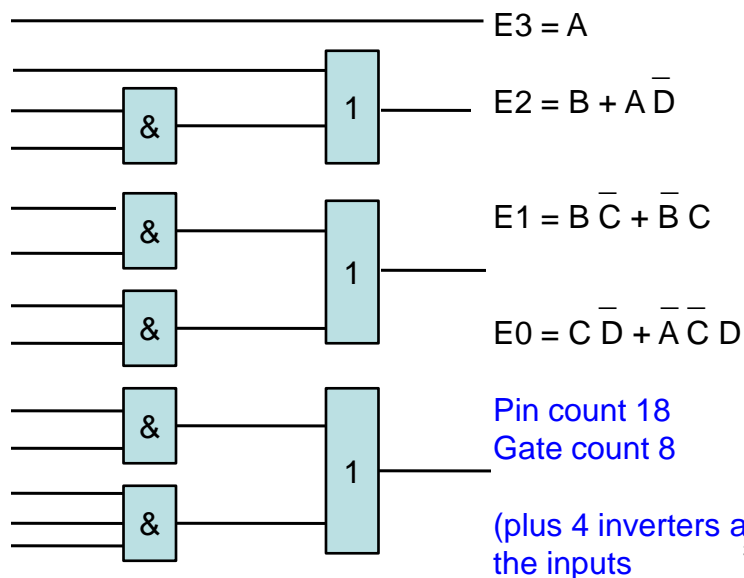 E3 = A
E2 = B + A D̅
1
&
E1 = B C̅ + B̅ C
&
1
&
E0 = C D̅ + A̅ C̅ D
&
Pin count 18
Gate count 8
1
&
(plus 4 inverters a
the inputs